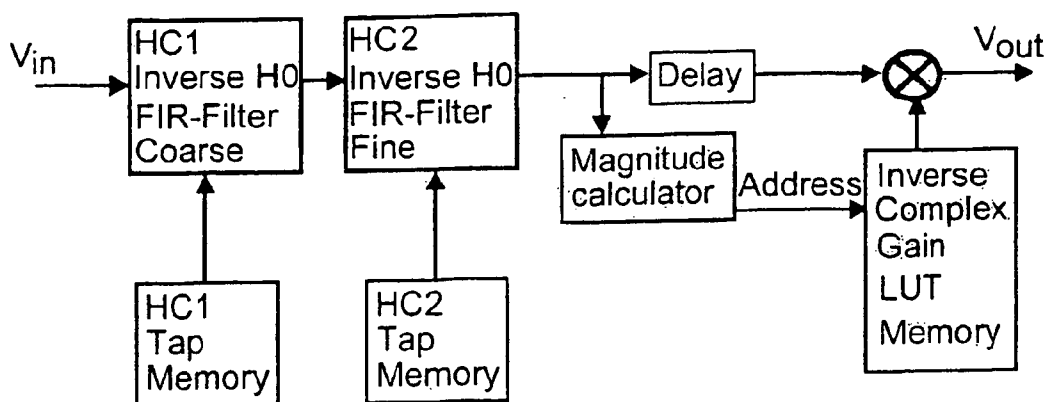 Vin
HC1
Inverse H0
FIR-Filter
Coarse
HC2
Inverse H0
FIR-Filter
Fine
Delay
Vout
Magnitude
calculator
Address
Inverse
Complex
Gain
LUT
Memory
HC1
Tap
Memory
HC2
Tap
Memory